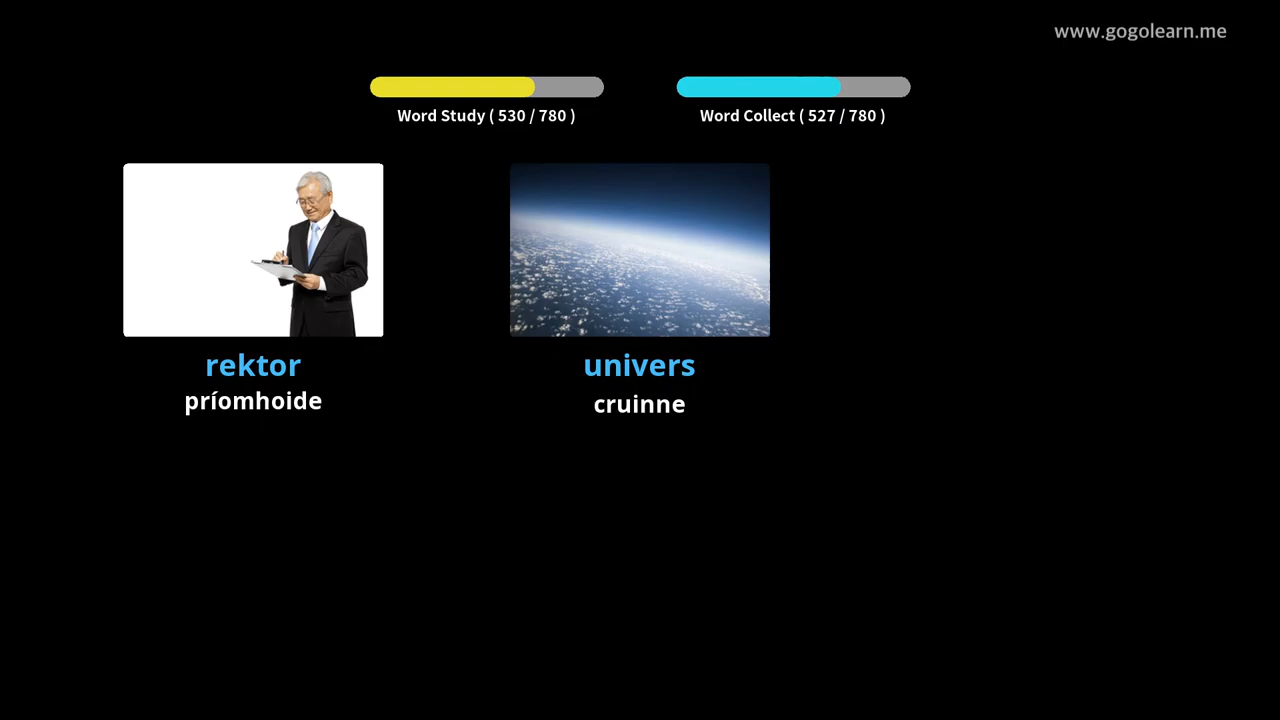 www.gogolearn.me
Word Study ( 530 / 780 )
Word Collect ( 527 / 780 )
rektor
príomhoide
univers
cruinne